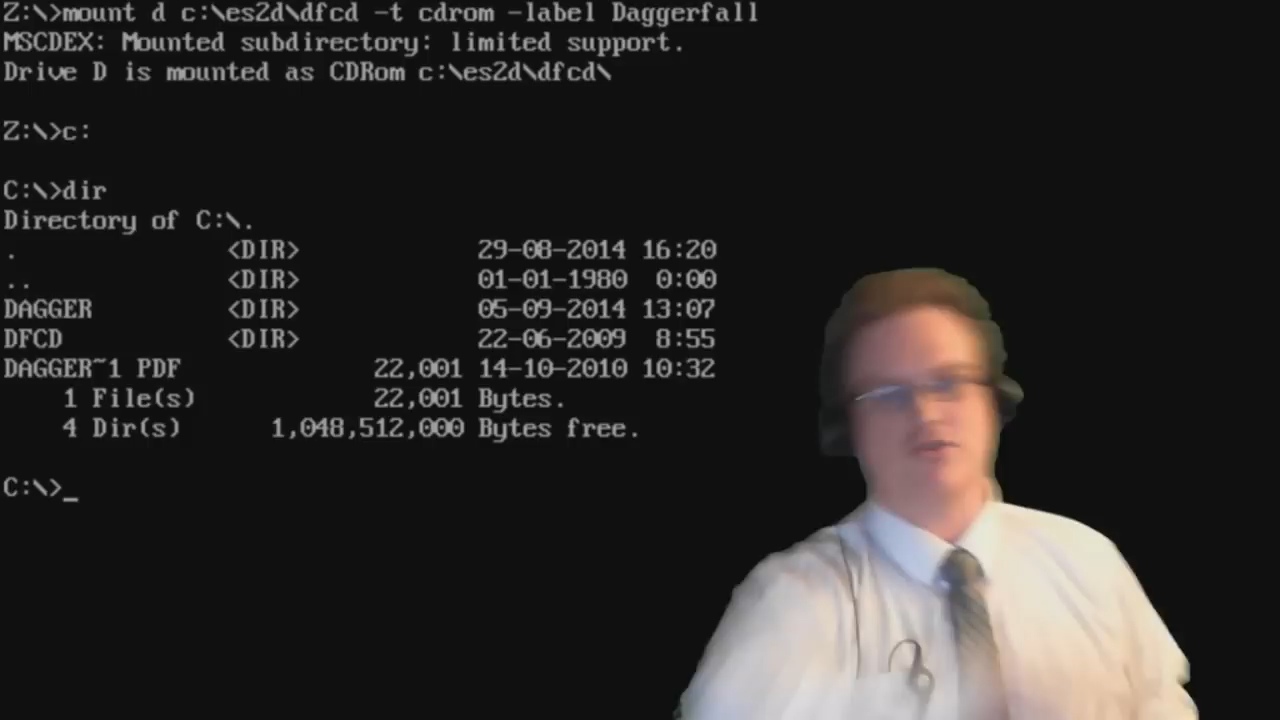 Z:\>mount d c:\es2d\dfcd -t cdrom -label Daggerfall
MSCDEX: Mounted subdirectory: limited support.
Drive D is mounted as CDRom c:\es2d\dfcd\
Z:\>c:
C:\>dir
Directory of C:\.
. <DIR> 29-08-2014 16:20
.. <DIR> 01-01-1980 0:00
DAGGER <DIR> 05-09-2014 13:07
DFCD <DIR> 22-06-2009 8:55
DAGGER~1 PDF 22,001 14-10-2010 10:32
1 File(s) 22,001 Bytes.
4 Dir(s) 1,048,512,000 Bytes free.
C:\>_